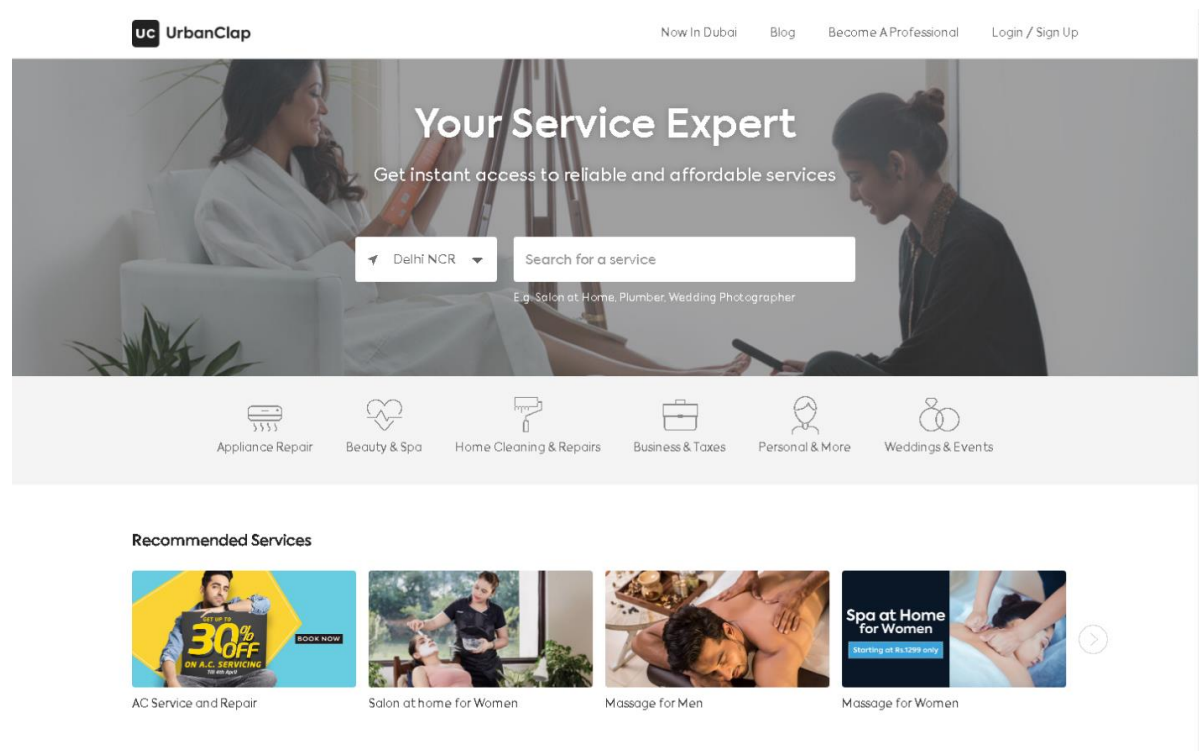 UC UrbanClap
Now In Dubai
Blog
Become A Professional
Login / Sign Up
Your Service Expert
Get instant access to reliable and affordable services
Delhi NCR
Search for a service
E.g. Salon at Home, Plumber, Wedding Photographer
Appliance Repair
Beauty & Spa
Home Cleaning & Repairs
Business & Taxes
Personal & More
Weddings & Events
Recommended Services
GET UP TO
30% OFF
ON A.C. SERVICING
Till 4th April
BOOK NOW
Spa at Home
for Women
Starting at Rs.1299 only
AC Service and Repair
Salon at home for Women
Massage for Men
Massage for Women